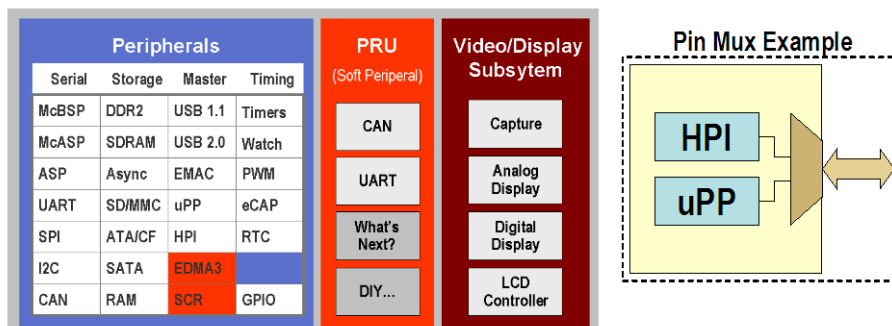 Peripherals
Serial Storage Master Timing
McBSP DDR2 USB 1.1 Timers
McASP SDRAM USB 2.0 Watch
ASP Async EMAC PWM
UART SD/MMC uPP eCAP
SPI ATA/CF HPI RTC
I2C SATA EDMA3
CAN RAM SCR GPIO
PRU
(Soft Periperal)
CAN
UART
What's
Next?
DIY...
Video/Display
Subsytem
Capture
Analog
Display
Digital
Display
LCD
Controller
Pin Mux Example
HPI
uPP